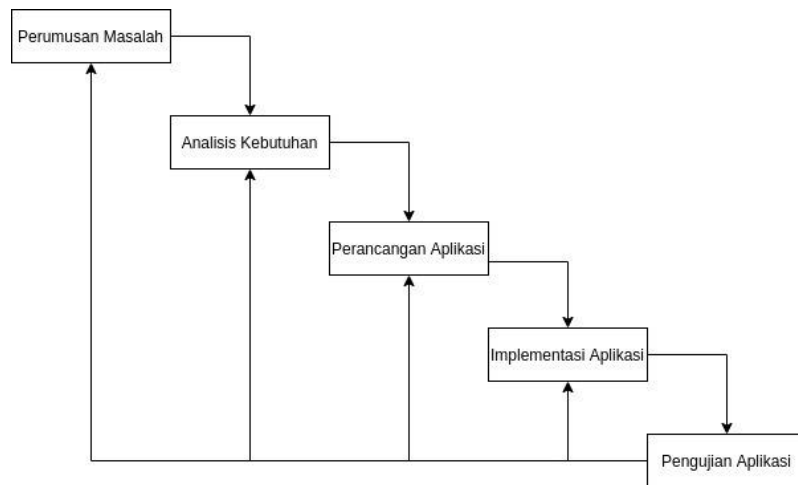 Perumusan Masalah
Analisis Kebutuhan
Perancangan Aplikasi
Implementasi Aplikasi
Pengujian Aplikasi